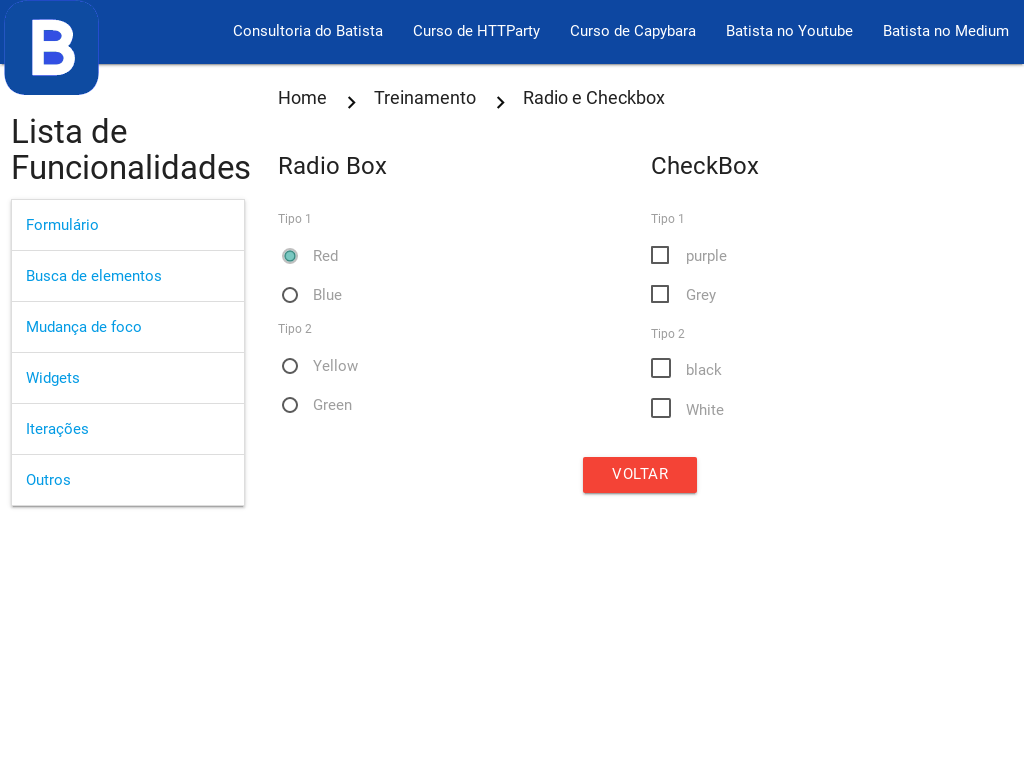 B
Consultoria do Batista Curso de HTTParty Curso de Capybara Batista no Youtube Batista no Medium
Home Treinamento Radio e Checkbox
Lista de
Funcionalidades
Formulário
Busca de elementos
Mudança de foco
Widgets
Iterações
Outros
Radio Box
Tipo 1
Red
Blue
Tipo 2
Yellow
Green
CheckBox
Tipo 1
purple
Grey
Tipo 2
black
White
VOLTAR